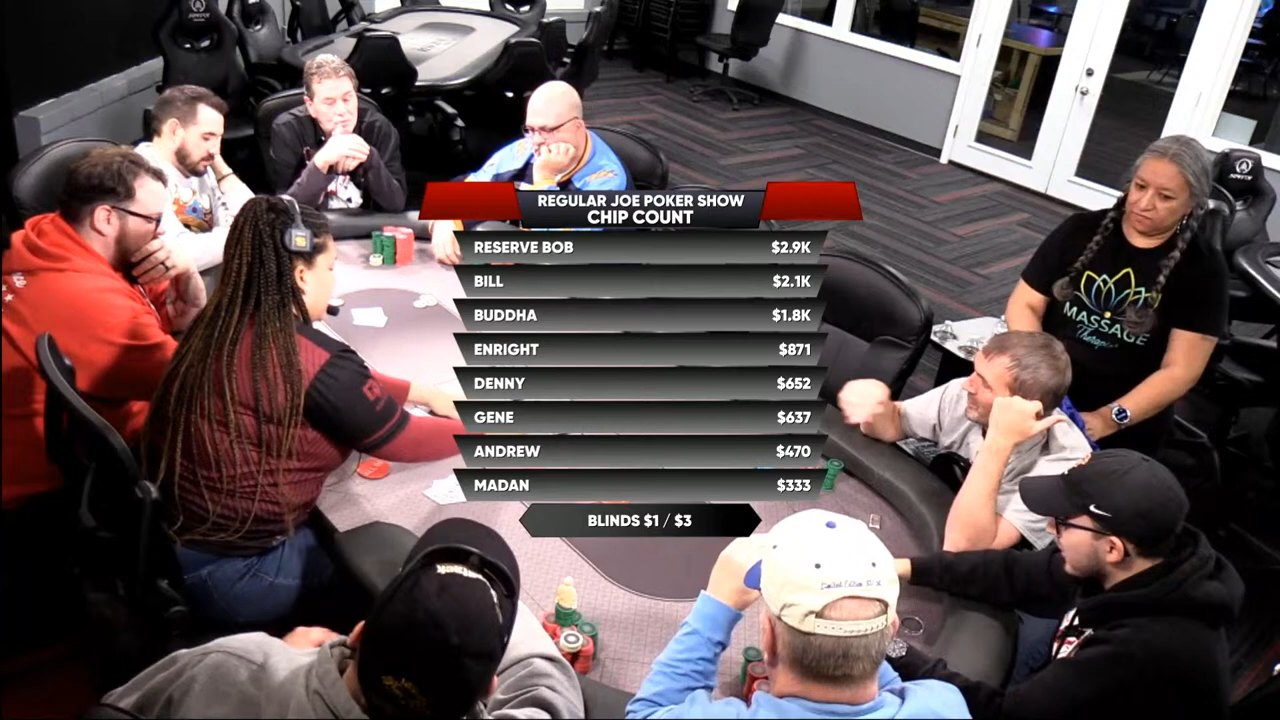 REGULAR JOE POKER SHOW
CHIP COUNT
RESERVE BOB $2.9K
BILL $2.1K
BUDDHA $1.8K
ENRIGHT $871
DENNY $652
GENE $637
ANDREW $470
MADAN $333
BLINDS $1 / $3
MASSAGE
Therapist